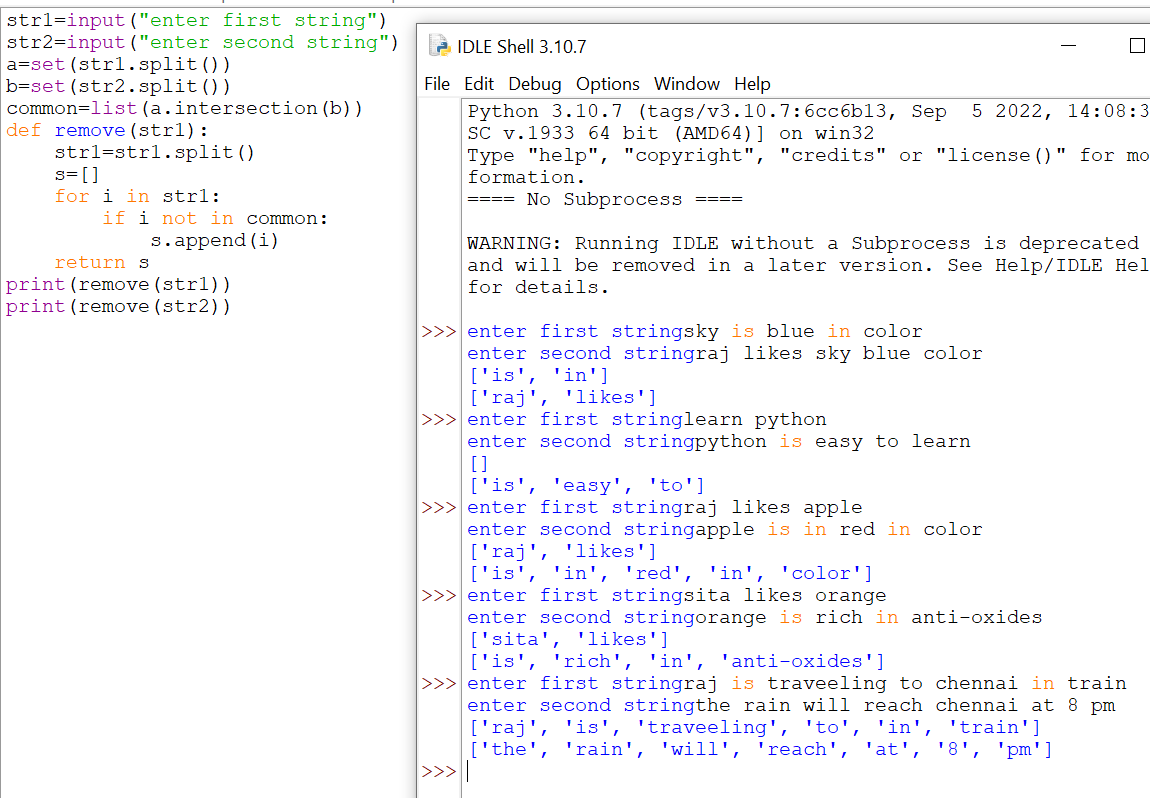 str1=input("enter first string")
str2=input("enter second string")
a=set(str1.split())
b=set(str2.split())
common=list(a.intersection(b))
def remove(str1):
    str1=str1.split()
    s=[]
    for i in str1:
        if i not in common:
            s.append(i)
    return s
print(remove(str1))
print(remove(str2))
IDLE Shell 3.10.7
File Edit Debug Options Window Help
Python 3.10.7 (tags/v3.10.7:6cc6b13, Sep  5 2022, 14:08:3
SC v.1933 64 bit (AMD64)] on win32
Type "help", "copyright", "credits" or "license()" for mo
formation.
==== No Subprocess ====
WARNING: Running IDLE without a Subprocess is deprecated
and will be removed in a later version. See Help/IDLE Hel
for details.
>>> enter first stringsky is blue in color
enter second stringraj likes sky blue color
['is', 'in']
['raj', 'likes']
>>> enter first stringlearn python
enter second stringpython is easy to learn
[]
['is', 'easy', 'to']
>>> enter first stringraj likes apple
enter second stringapple is in red in color
['raj', 'likes']
['is', 'in', 'red', 'in', 'color']
>>> enter first stringsita likes orange
enter second stringorange is rich in anti-oxides
['sita', 'likes']
['is', 'rich', 'in', 'anti-oxides']
>>> enter first stringraj is traveeling to chennai in train
enter second stringthe rain will reach chennai at 8 pm
['raj', 'is', 'traveeling', 'to', 'in', 'train']
['the', 'rain', 'will', 'reach', 'at', '8', 'pm']
>>>